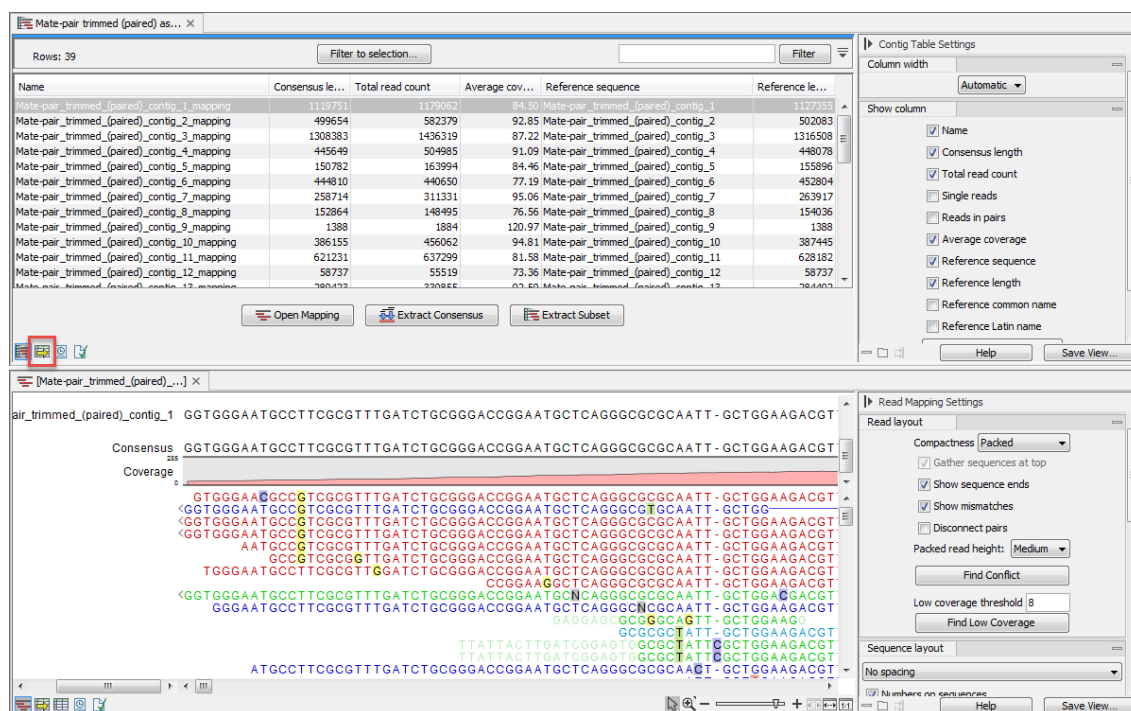 Mate-pair trimmed (paired) as...
Rows: 39
Filter to selection...
Filter
Name Consensus le... Total read count Average cov... Reference sequence Reference le...
Mate-pair_trimmed_(paired)_contig_1_mapping 1119751 1179062 84.50 Mate-pair_trimmed_(paired)_contig_1 1127355
Mate-pair_trimmed_(paired)_contig_2_mapping 499654 582379 92.85 Mate-pair_trimmed_(paired)_contig_2 502083
Mate-pair_trimmed_(paired)_contig_3_mapping 1308383 1436319 87.22 Mate-pair_trimmed_(paired)_contig_3 1316508
Mate-pair_trimmed_(paired)_contig_4_mapping 445649 504985 91.09 Mate-pair_trimmed_(paired)_contig_4 448078
Mate-pair_trimmed_(paired)_contig_5_mapping 150782 163994 84.46 Mate-pair_trimmed_(paired)_contig_5 155896
Mate-pair_trimmed_(paired)_contig_6_mapping 444810 440650 77.19 Mate-pair_trimmed_(paired)_contig_6 452804
Mate-pair_trimmed_(paired)_contig_7_mapping 258714 311331 95.06 Mate-pair_trimmed_(paired)_contig_7 263917
Mate-pair_trimmed_(paired)_contig_8_mapping 152864 148495 76.56 Mate-pair_trimmed_(paired)_contig_8 154036
Mate-pair_trimmed_(paired)_contig_9_mapping 1388 1884 120.97 Mate-pair_trimmed_(paired)_contig_9 1388
Mate-pair_trimmed_(paired)_contig_10_mapping 386155 456062 94.81 Mate-pair_trimmed_(paired)_contig_10 387445
Mate-pair_trimmed_(paired)_contig_11_mapping 621231 637299 81.58 Mate-pair_trimmed_(paired)_contig_11 628182
Mate-pair_trimmed_(paired)_contig_12_mapping 58737 55519 73.36 Mate-pair_trimmed_(paired)_contig_12 58737
Open Mapping
Extract Consensus
Extract Subset
Contig Table Settings
Column width
Automatic
Show column
Name
Consensus length
Total read count
Single reads
Reads in pairs
Average coverage
Reference sequence
Reference length
Reference common name
Reference Latin name
Help
Save View...
[Mate-pair_trimmed_(paired)_...]
air_trimmed_(paired)_contig_1 GGTGGGAATGCCTTCGCGTTTGATCTGCGGGACCGGAATGCTCAGGGCGCGCAATT-GCTGGAAGACGT
Consensus GGTGGGAATGCCTTCGCGTTTGATCTGCGGGACCGGAATGCTCAGGGCGCGCAATT-GCTGGAAGACGT
285
Coverage
0
GTGGGAACGCCGTCGCGTTTGATCTGCGGGACCGGAATGCTCAGGGCGCGCAATT-GCTGGAAGACGT
<GGTGGGAATGCCGTCGCGTTTGATCTGCGGGACCGGAATGCTCAGGGCGTGCAATT-GCTGG
<GGTGGGAATGCCGTCGCGTTTGATCTGCGGGACCGGAATGCTCAGGGCGCGCAATT-GCTGGAAGACGT
<GGTGGGAATGCCGTCGCGTTTGATCTGCGGGACCGGAATGCTCAGGGCGCGCAATT-GCTGGAAGACGT
AATGCCGTCGCGTTTGATCTGCGGGACCGGAATGCTCAGGGCGCGCAATT-GCTGGAAGACGT
GCCGTCGCGGTTGATCTGCGGGACCGGAATGCTCAGGGCGCGCAATT-GCTGGAAGACGT
TGGGAATGCCTTCGCGTTGGATCTGCGGGACCGGAATGCTCAGGGCGCGCAATT-GCTGGAAGACGT
CCGGAAGGCTCAGGGCGCGCAATT-GCTGGAAGACGT
<GGTGGGAATGCCTTCGCGTTTGATCTGCGGGACCGGAATGCNCAGGGCGCGCAATT-GCTGGACGACGT
GGGAATGCCTTCGCGTTTGATCTGCGGGACCGGAATGCTCAGGGCNCGCAATT-GCTGGAAGACGT
GAGGAGCGCGGGCAGTT-GCTGGAAGG
GCGCGCTATT-GCTGGAAGACGT
TTATTACTTGATCGGAGTGGCGCTATTCGCTGGAAGACGT
TTATTACTTGATCGGAGTGGCGCTATTCGCTGGAAGACGT
ATGCCTTCGCGTTTGATCTGCGGGACCGGAATGCTCAGGGCGCGCAACT-GCTGGAAGACGT
Read Mapping Settings
Read layout
Compactness Packed
Gather sequences at top
Show sequence ends
Show mismatches
Disconnect pairs
Packed read height: Medium
Find Conflict
Low coverage threshold 8
Find Low Coverage
Sequence layout
No spacing
Numbers on sequences
Help
Save View...